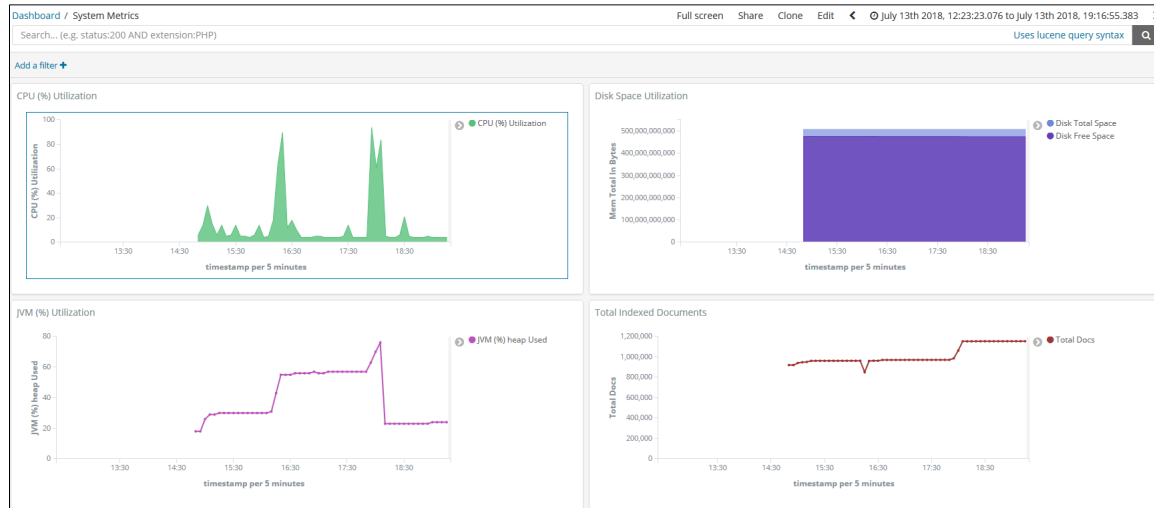 Dashboard / System Metrics
Full screen Share Clone Edit July 13th 2018, 12:23:23.076 to July 13th 2018, 19:16:55.383
Search... (e.g. status:200 AND extension:PHP)
Uses lucene query syntax
Add a filter +
CPU (%) Utilization
100
80
60
40
20
0
CPU (%) Utilization
13:30 14:30 15:30 16:30 17:30 18:30
timestamp per 5 minutes
CPU (%) Utilization
Disk Space Utilization
500,000,000,000
400,000,000,000
300,000,000,000
200,000,000,000
100,000,000,000
0
Mem Total In Bytes
13:30 14:30 15:30 16:30 17:30 18:30
timestamp per 5 minutes
Disk Total Space
Disk Free Space
JVM (%) Utilization
80
60
40
20
0
JVM (%) heap Used
13:30 14:30 15:30 16:30 17:30 18:30
timestamp per 5 minutes
JVM (%) heap Used
Total Indexed Documents
1,200,000
1,000,000
800,000
600,000
400,000
200,000
0
Total Docs
13:30 14:30 15:30 16:30 17:30 18:30
timestamp per 5 minutes
Total Docs